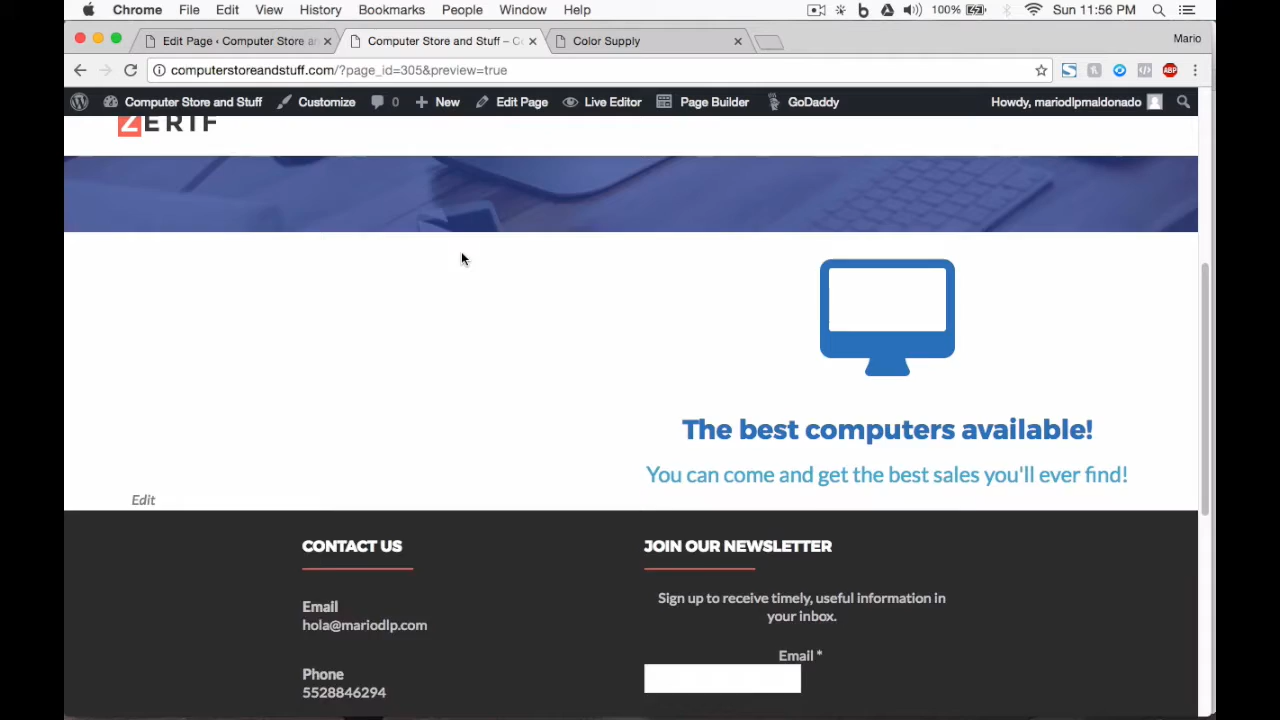 Chrome File Edit View History Bookmarks People Window Help 100% Sun 11:56 PM
Edit Page ‹ Computer Store an Computer Store and Stuff – Co Color Supply Mario
computerstoreandstuff.com/?page_id=305&preview=true ABP
Computer Store and Stuff Customize 0 New Edit Page Live Editor Page Builder GoDaddy Howdy, mariodlpmaldonado
ZERIF
The best computers available!
You can come and get the best sales you'll ever find!
Edit
CONTACT US
JOIN OUR NEWSLETTER
Sign up to receive timely, useful information in
your inbox.
Email
hola@mariodlp.com
Email *
Phone
5528846294